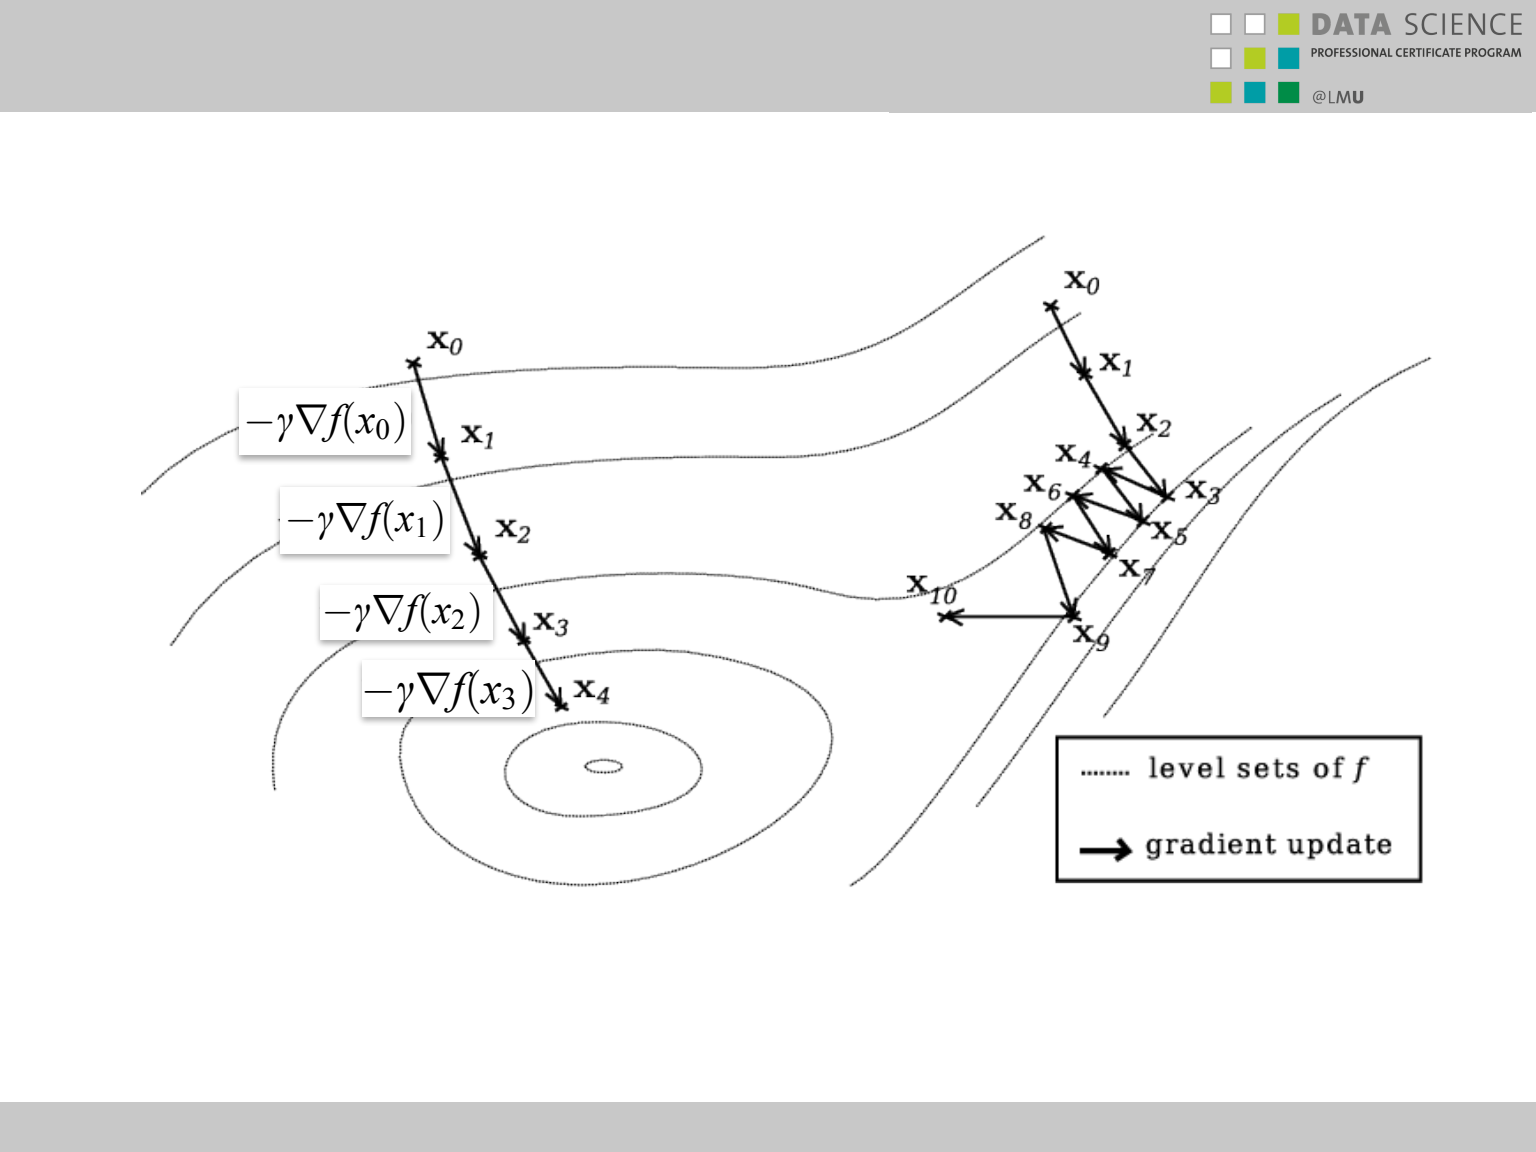 DATA SCIENCE
PROFESSIONAL CERTIFICATE PROGRAM
@LMU
x0
x0
x1
x2
x4
x3
x6
x8
x5
x7
x10
x9
−γ∇f(x0)
x1
−γ∇f(x1)
x2
−γ∇f(x2)
x3
−γ∇f(x3)
x4
level sets of f
gradient update